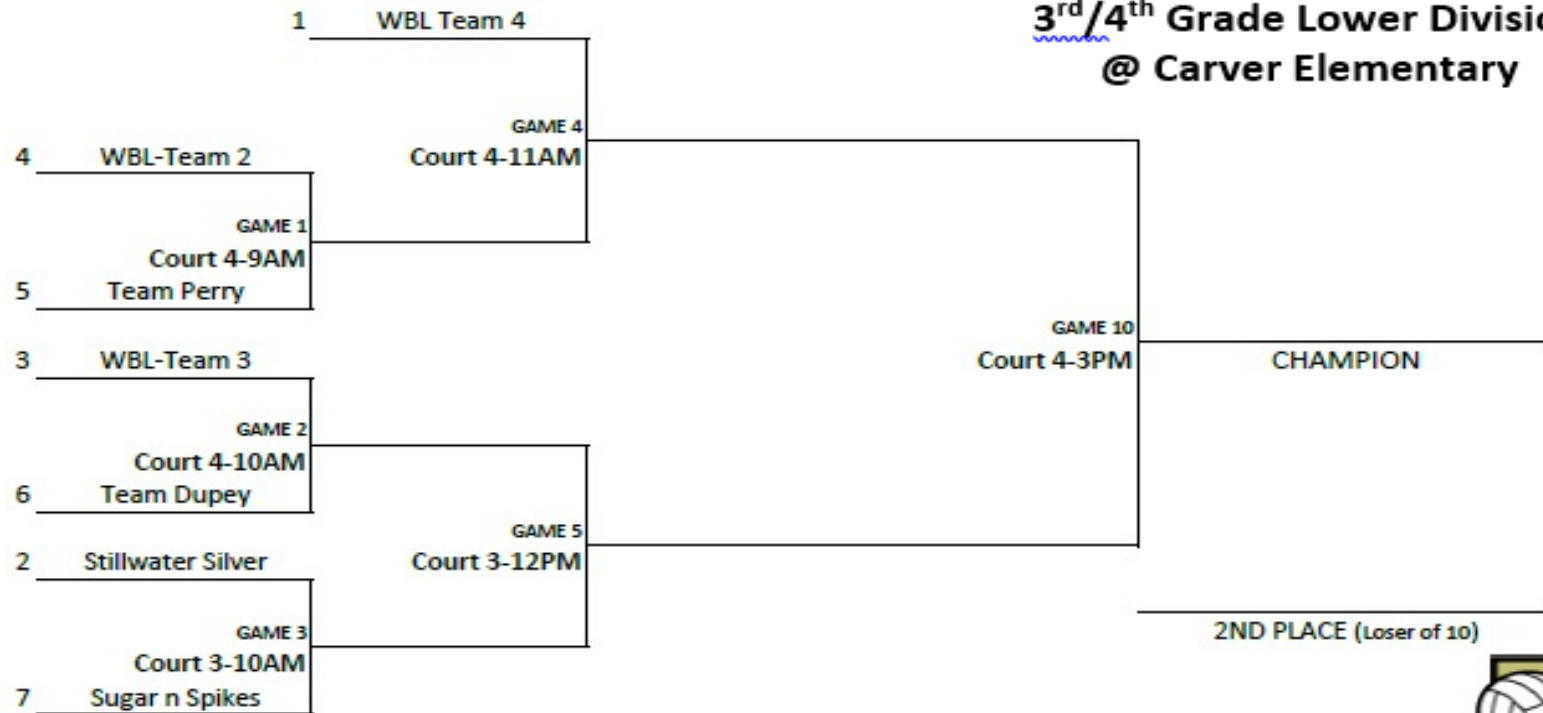 1 WBL Team 4
3rd/4th Grade Lower Divisi
@ Carver Elementary
GAME 4
4 WBL-Team 2
Court 4-11AM
GAME 1
Court 4-9AM
5 Team Perry
3 WBL-Team 3
GAME 10
Court 4-3PM
CHAMPION
GAME 2
Court 4-10AM
6 Team Dupey
GAME 5
2 Stillwater Silver
Court 3-12PM
GAME 3
2ND PLACE (Loser of 10)
Court 3-10AM
7 Sugar n Spikes